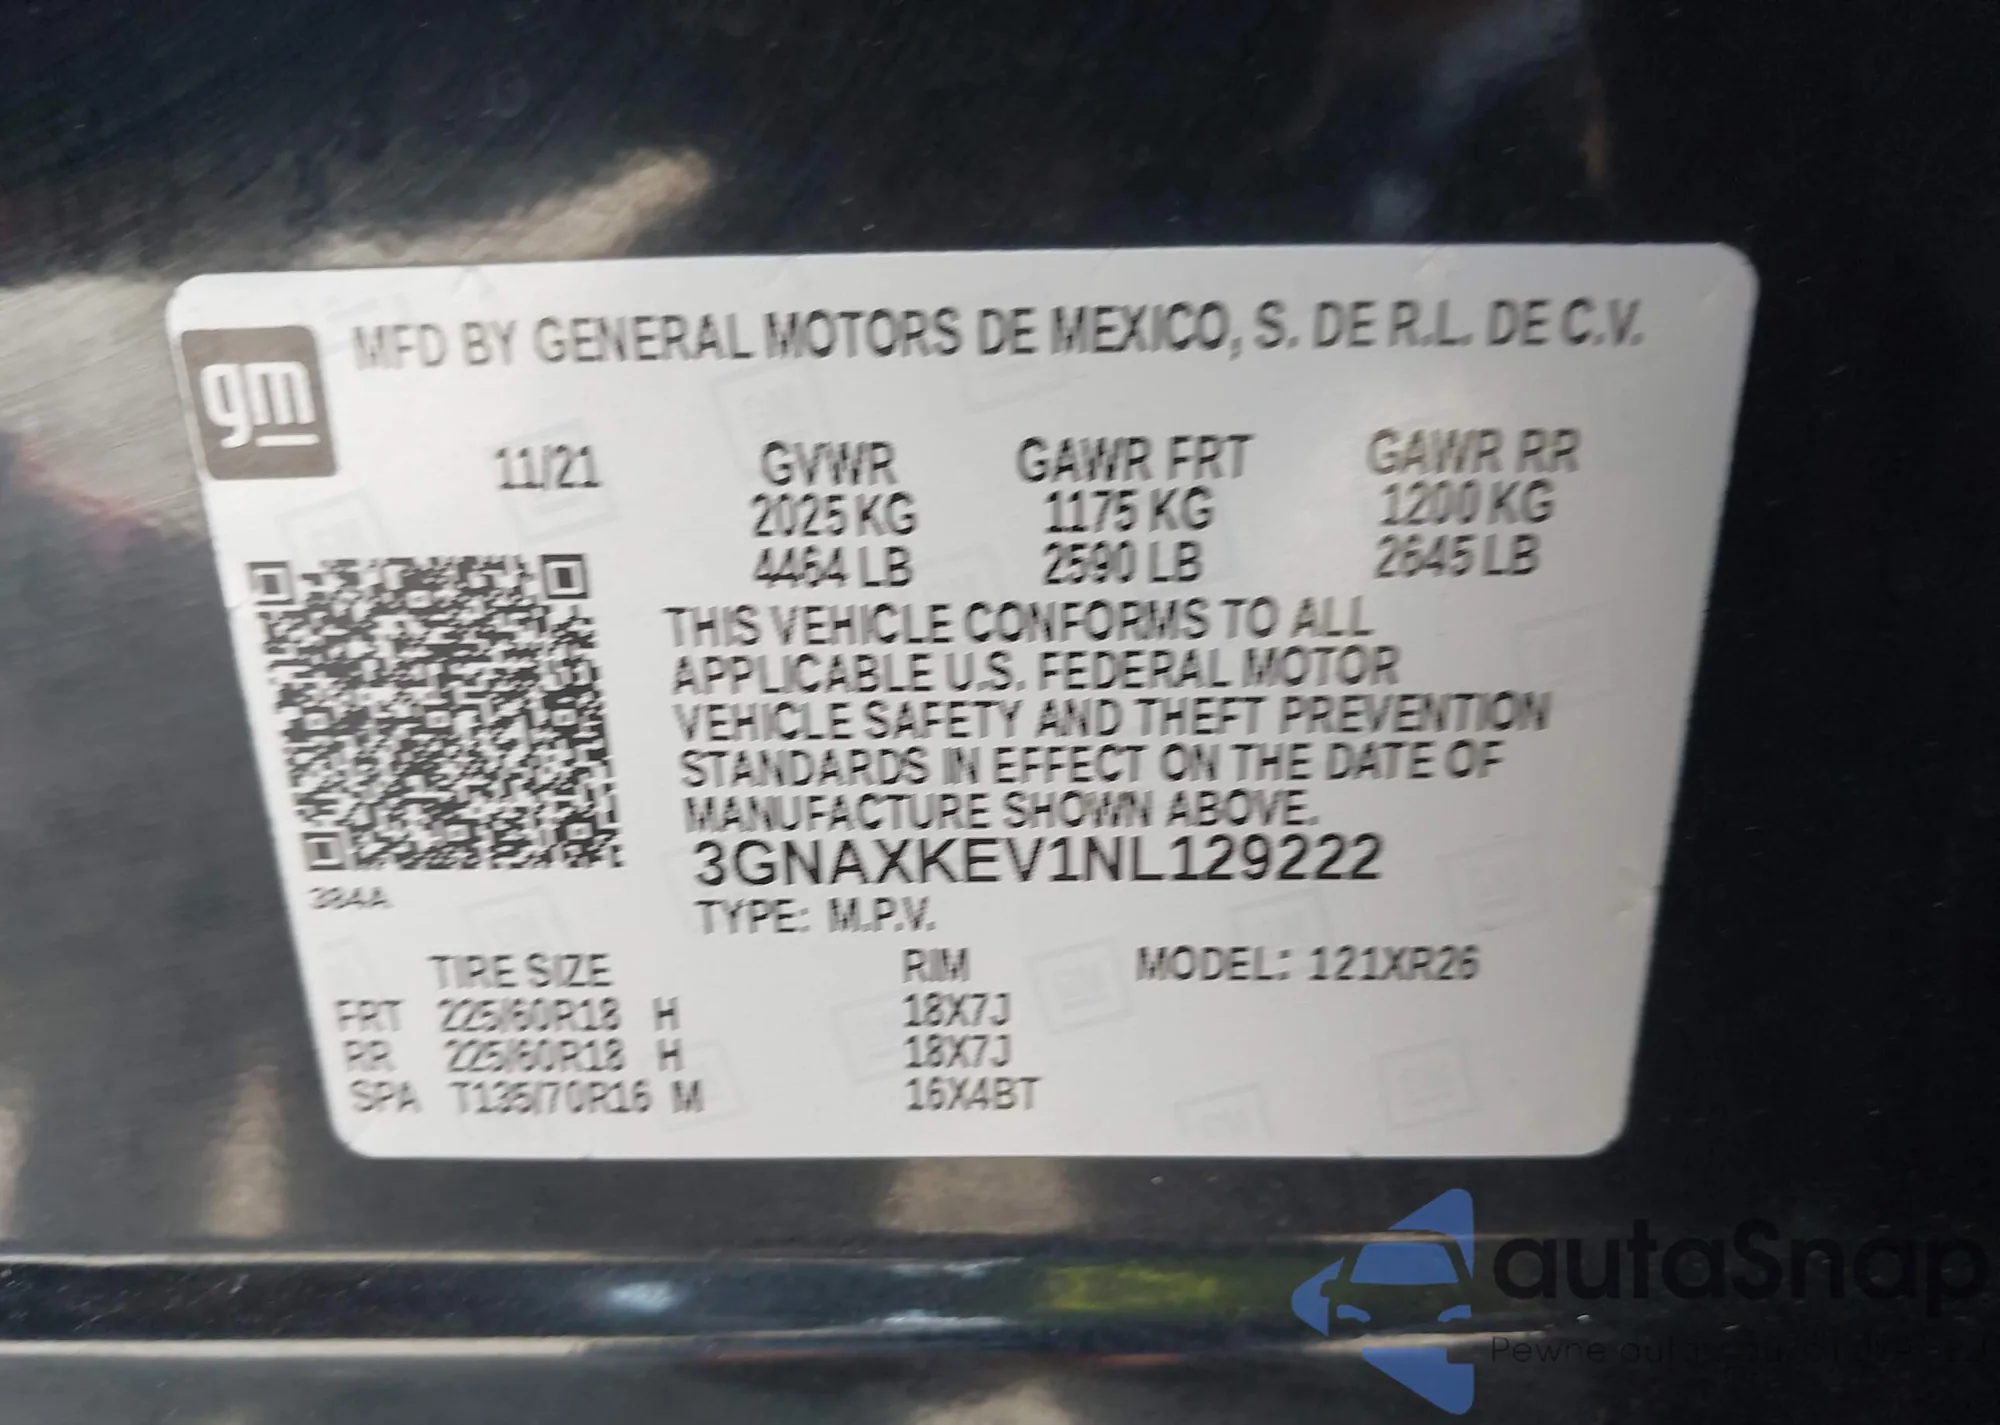 gm
MFD BY GENERAL MOTORS DE MEXICO, S. DE R.L. DE C.V.
11/21 GVWR GAWR FRT GAWR RR
2025 KG 1175 KG 1200 KG
4464 LB 2590 LB 2645 LB
THIS VEHICLE CONFORMS TO ALL
APPLICABLE U.S. FEDERAL MOTOR
VEHICLE SAFETY AND THEFT PREVENTION
STANDARDS IN EFFECT ON THE DATE OF
MANUFACTURE SHOWN ABOVE.
3GNAXKEV1NL129222
384A
TYPE: M.P.V.
TIRE SIZE RIM MODEL: 121XR26
FRT 225/60R18 H 18X7J
RR 225/60R18 H 18X7J
SPA T135/70R16 M 16X4BT
autaSnap
Pewne auta